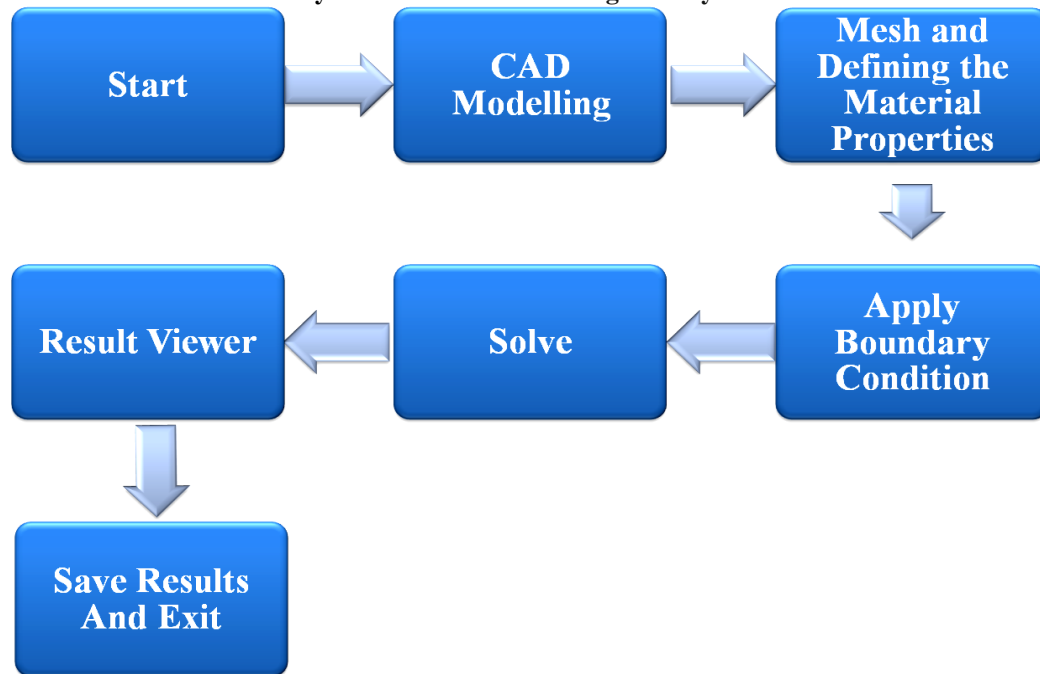 Start
CAD
Modelling
Mesh and
Defining the
Material
Properties
Apply
Boundary
Condition
Solve
Result Viewer
Save Results
And Exit